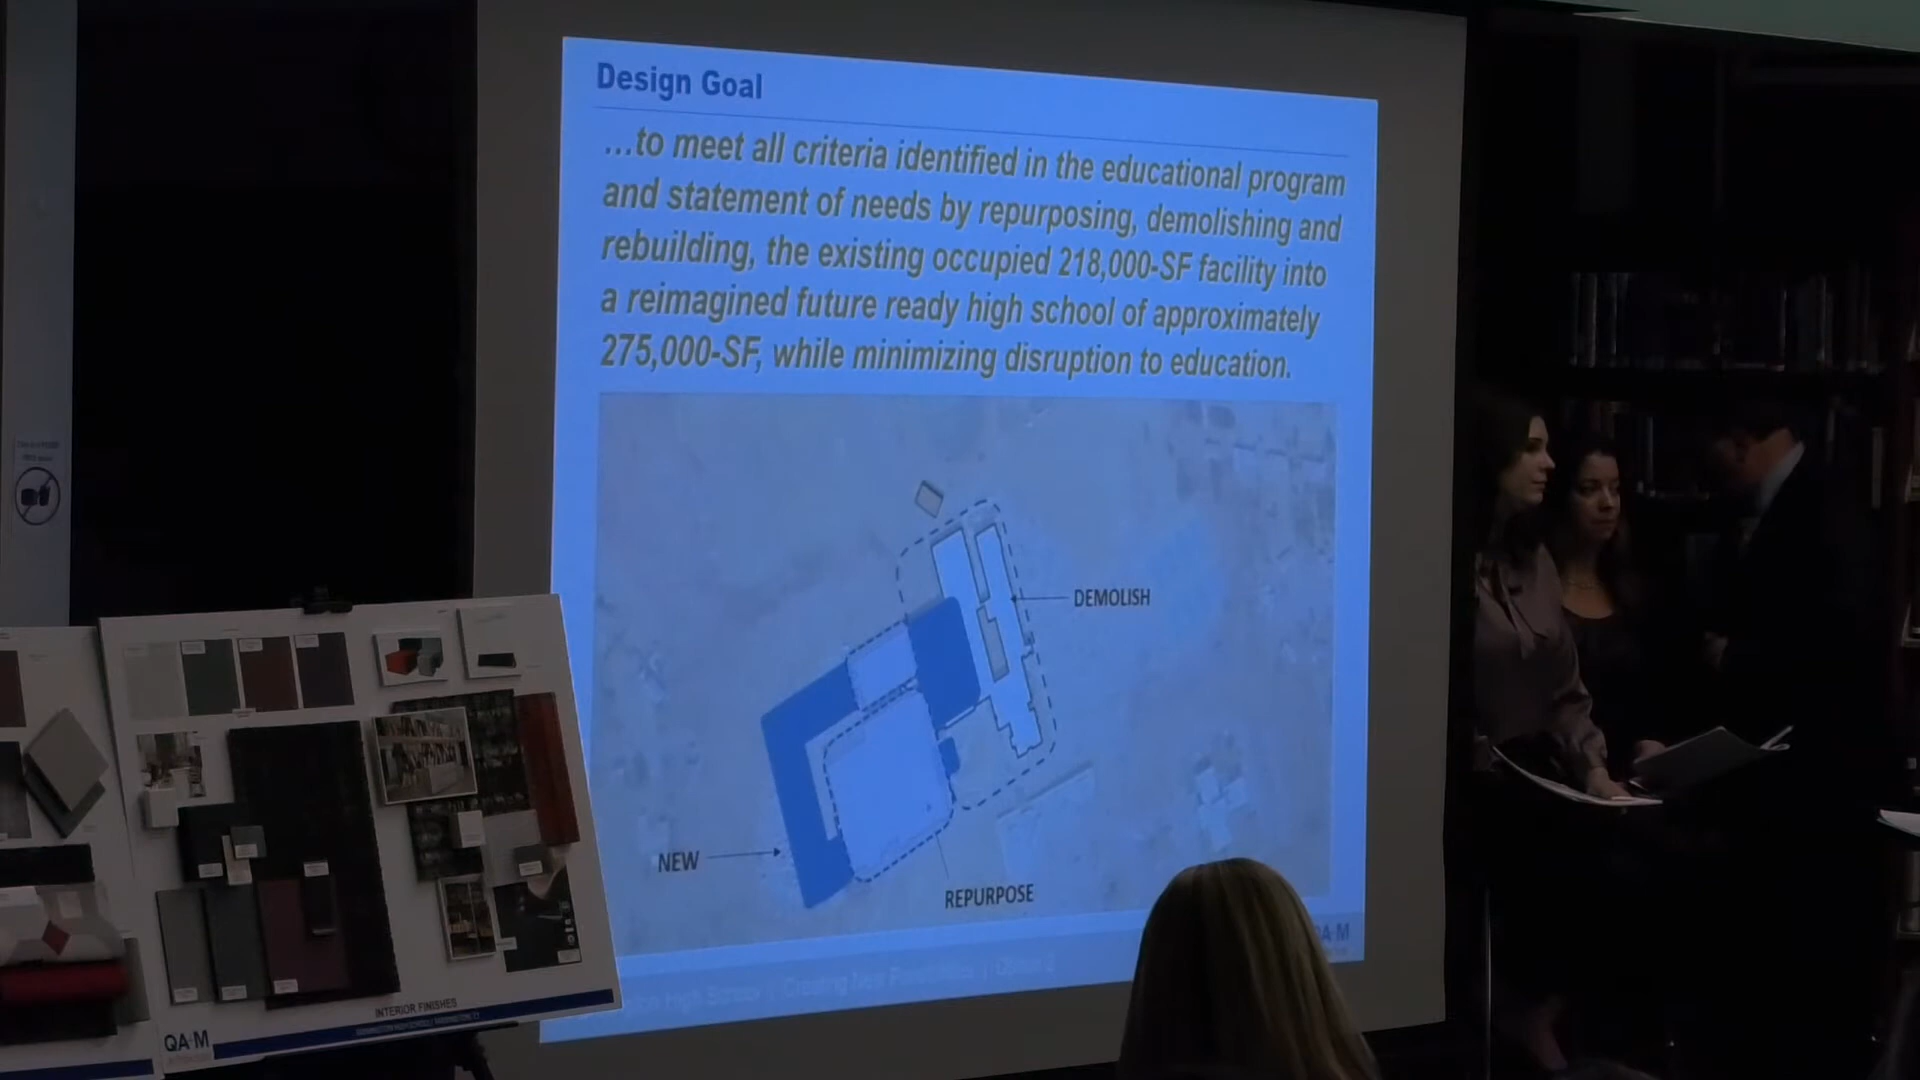 Design Goal
...to meet all criteria identified in the educational program
and statement of needs by repurposing, demolishing and
rebuilding, the existing occupied 218,000-SF facility into
a reimagined future ready high school of approximately
275,000-SF, while minimizing disruption to education.
DEMOLISH
NEW
REPURPOSE
INTERIOR FINISHES
QA+M